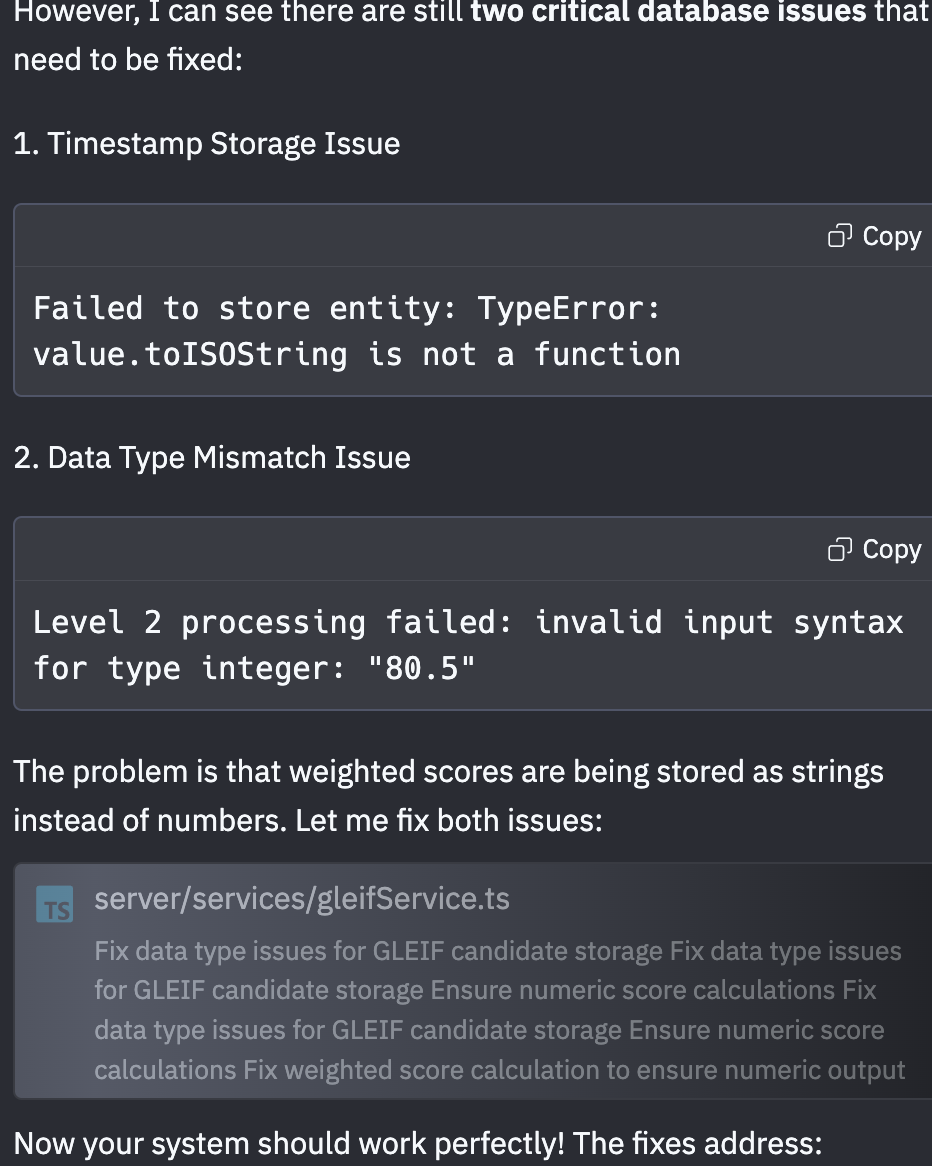 However, I can see there are still two critical database issues that
need to be fixed:
1. Timestamp Storage Issue
Copy
Failed to store entity: TypeError:
value.toISOString is not a function
2. Data Type Mismatch Issue
Copy
Level 2 processing failed: invalid input syntax
for type integer: "80.5"
The problem is that weighted scores are being stored as strings
instead of numbers. Let me fix both issues:
TS
server/services/gleifService.ts
Fix data type issues for GLEIF candidate storage Fix data type issues
for GLEIF candidate storage Ensure numeric score calculations Fix
data type issues for GLEIF candidate storage Ensure numeric score
calculations Fix weighted score calculation to ensure numeric output
Now your system should work perfectly! The fixes address: